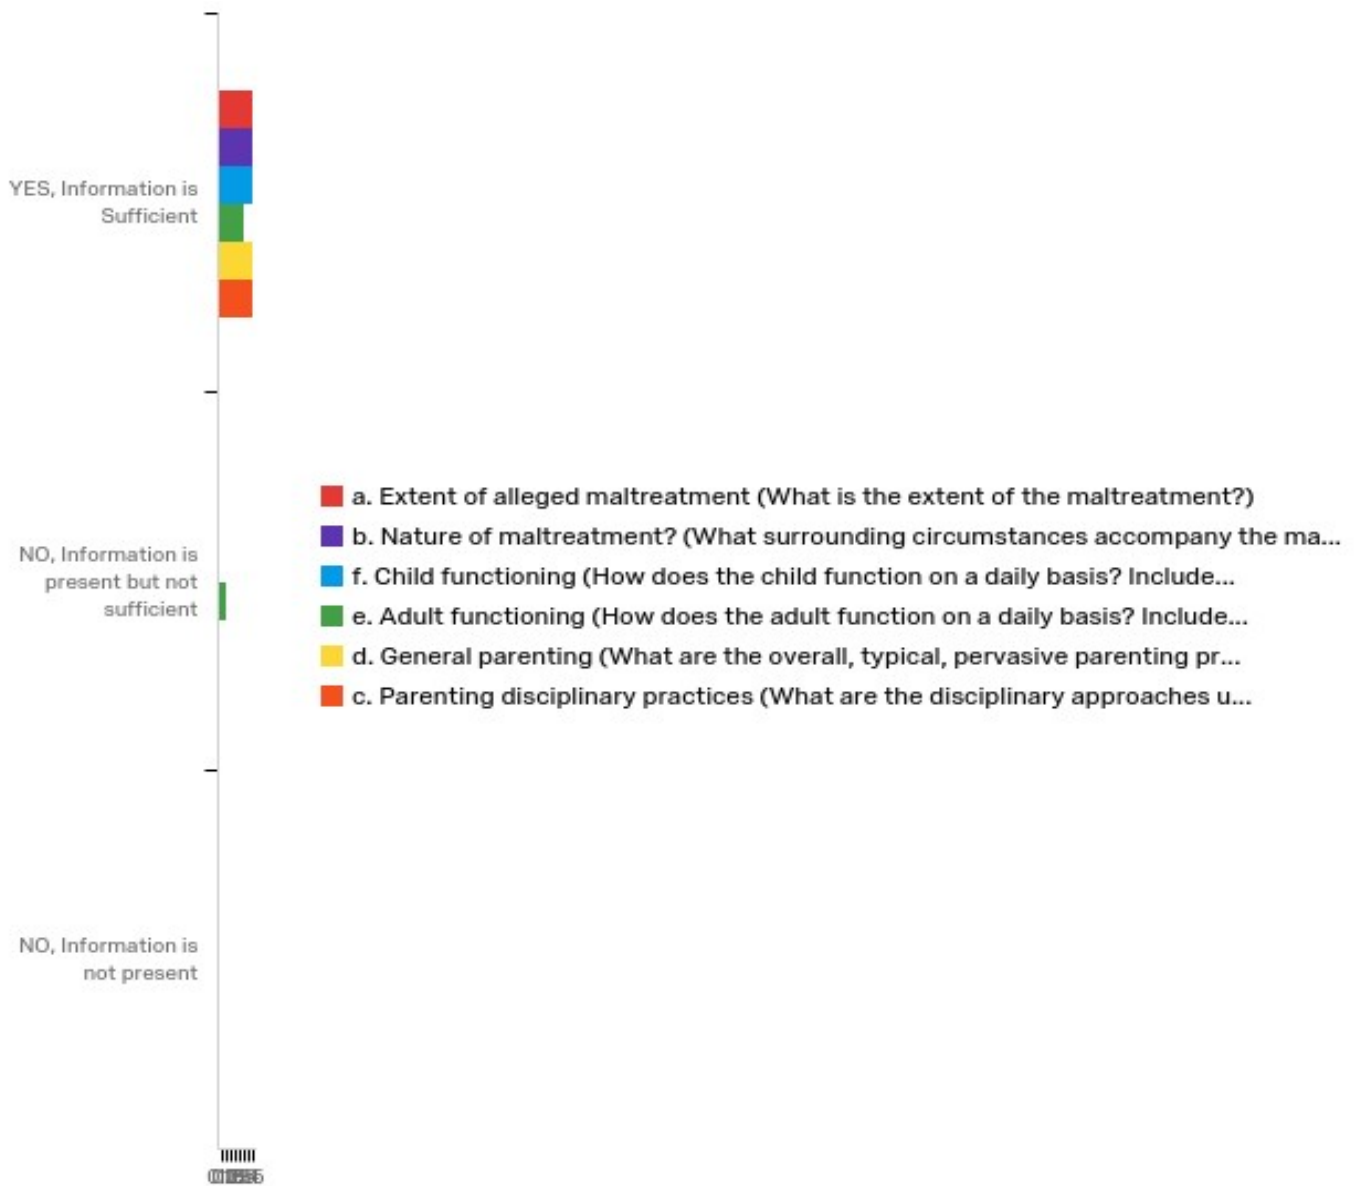 YES, Information is
Sufficient
NO, Information is
present but not
sufficient
a. Extent of alleged maltreatment (What is the extent of the maltreatment?)
b. Nature of maltreatment? (What surrounding circumstances accompany the ma...
f. Child functioning (How does the child function on a daily basis? Include...
e. Adult functioning (How does the adult function on a daily basis? Include...
d. General parenting (What are the overall, typical, pervasive parenting pr...
c. Parenting disciplinary practices (What are the disciplinary approaches u...
NO, Information is
not present